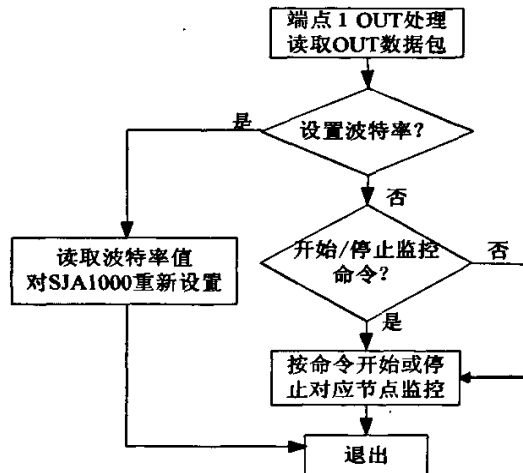 端点 1 OUT处理
读取OUT数据包
是
设置波特率?
否
读取波特率值
对SJA1000重新设置
开始/停止监控
命令?
否
是
按命令开始或停
止对应节点监控
退出